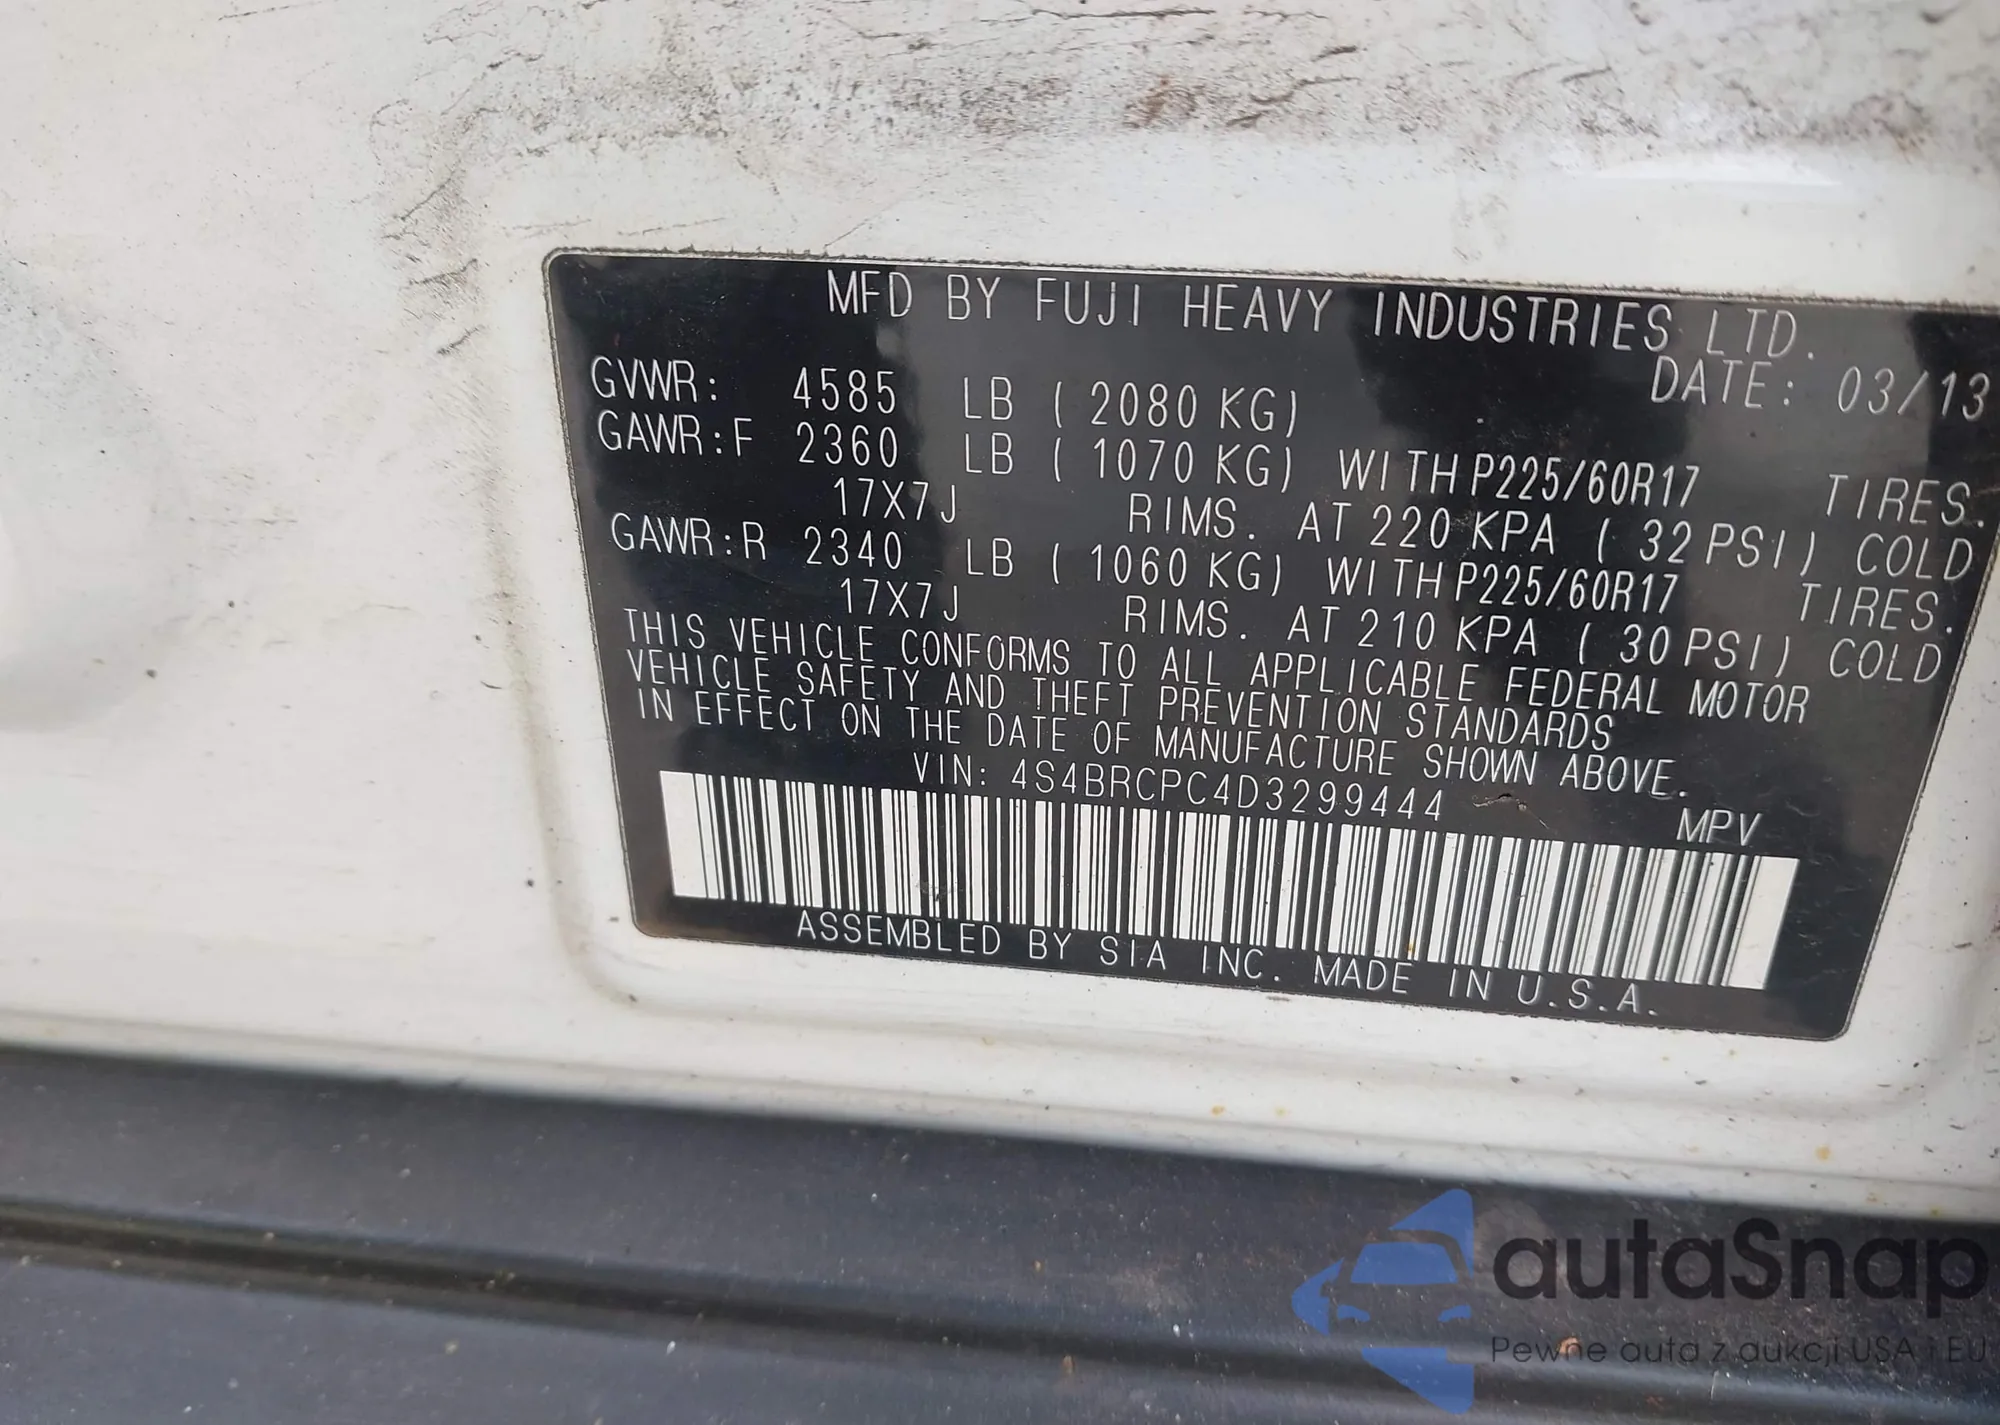 MFD BY FUJI HEAVY INDUSTRIES LTD.
DATE: 03/13
GVWR: 4585 LB ( 2080 KG)
GAWR:F 2360 LB ( 1070 KG) WITH P225/60R17 TIRES.
17X7J RIMS. AT 220 KPA ( 32 PSI) COLD
GAWR:R 2340 LB ( 1060 KG) WITH P225/60R17 TIRES.
17X7J RIMS. AT 210 KPA ( 30 PSI) COLD
THIS VEHICLE CONFORMS TO ALL APPLICABLE FEDERAL MOTOR
VEHICLE SAFETY AND THEFT PREVENTION STANDARDS
IN EFFECT ON THE DATE OF MANUFACTURE SHOWN ABOVE.
VIN: 4S4BRCPC4D3299444 MPV
ASSEMBLED BY SIA INC. MADE IN U.S.A.
autaSnap
Pewne auta z aukcji USA i EU